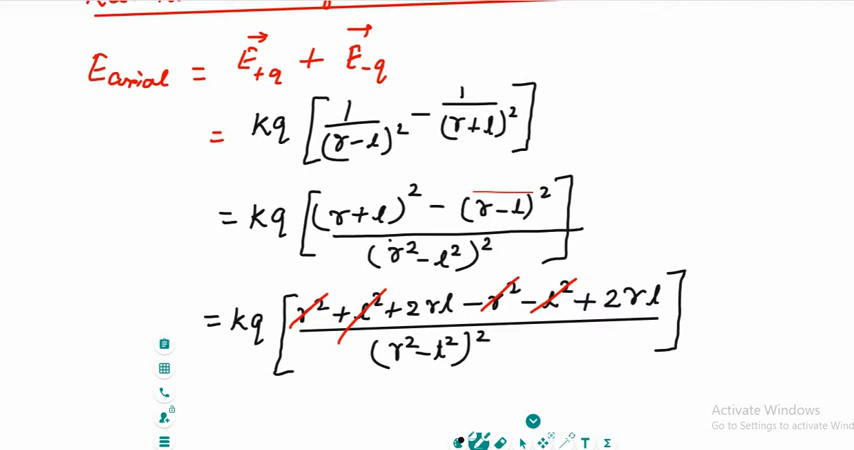 E axial = E⃗+q + E⃗-q
= kq [ 1/(r-l)² - 1/(r+l)² ]
= kq [ (r+l)² - (r-l)² / (r²-l²)² ]
= kq [ r² + l² + 2rl - r² - l² + 2rl / (r²-l²)² ]
Activate Windows
Go to Settings to activate Wind